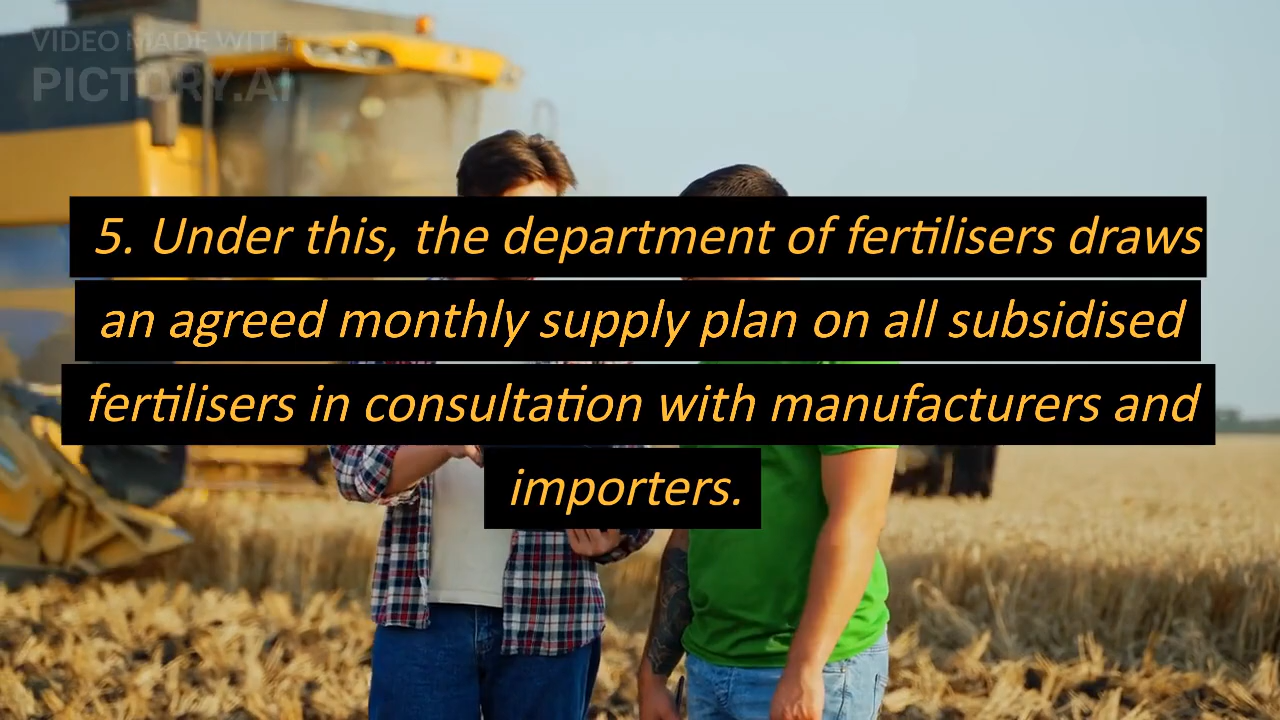 VIDEO MADE WITH
PICTORY.AI
5. Under this, the department of fertilisers draws
an agreed monthly supply plan on all subsidised
fertilisers in consultation with manufacturers and
importers.